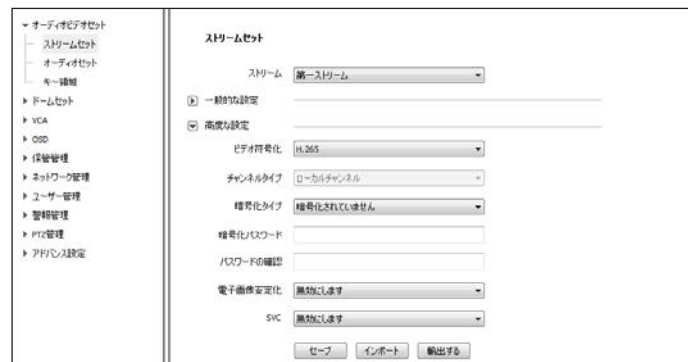 オーディオビデオセット
ストリームセット
オーディオセット
キー領域
ドームセット
VCA
OSD
保管管理
ネットワーク管理
ユーザー管理
警報管理
PTZ管理
アドバンス設定
ストリームセット
ストリーム 第一ストリーム
一般的な設定
高度な設定
ビデオ符号化 H.265
チャンネルタイプ ローカルチャンネル
暗号化タイプ 暗号化されていません
暗号化パスワード
パスワードの確認
電子画像安定化 無効にします
SVC 無効にします
セーブ インポート 輸出する